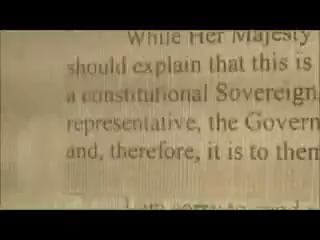 While Her Majesty
should explain that this is
a constitutional Sovereign,
representative, the Govern
and, therefore, it is to them